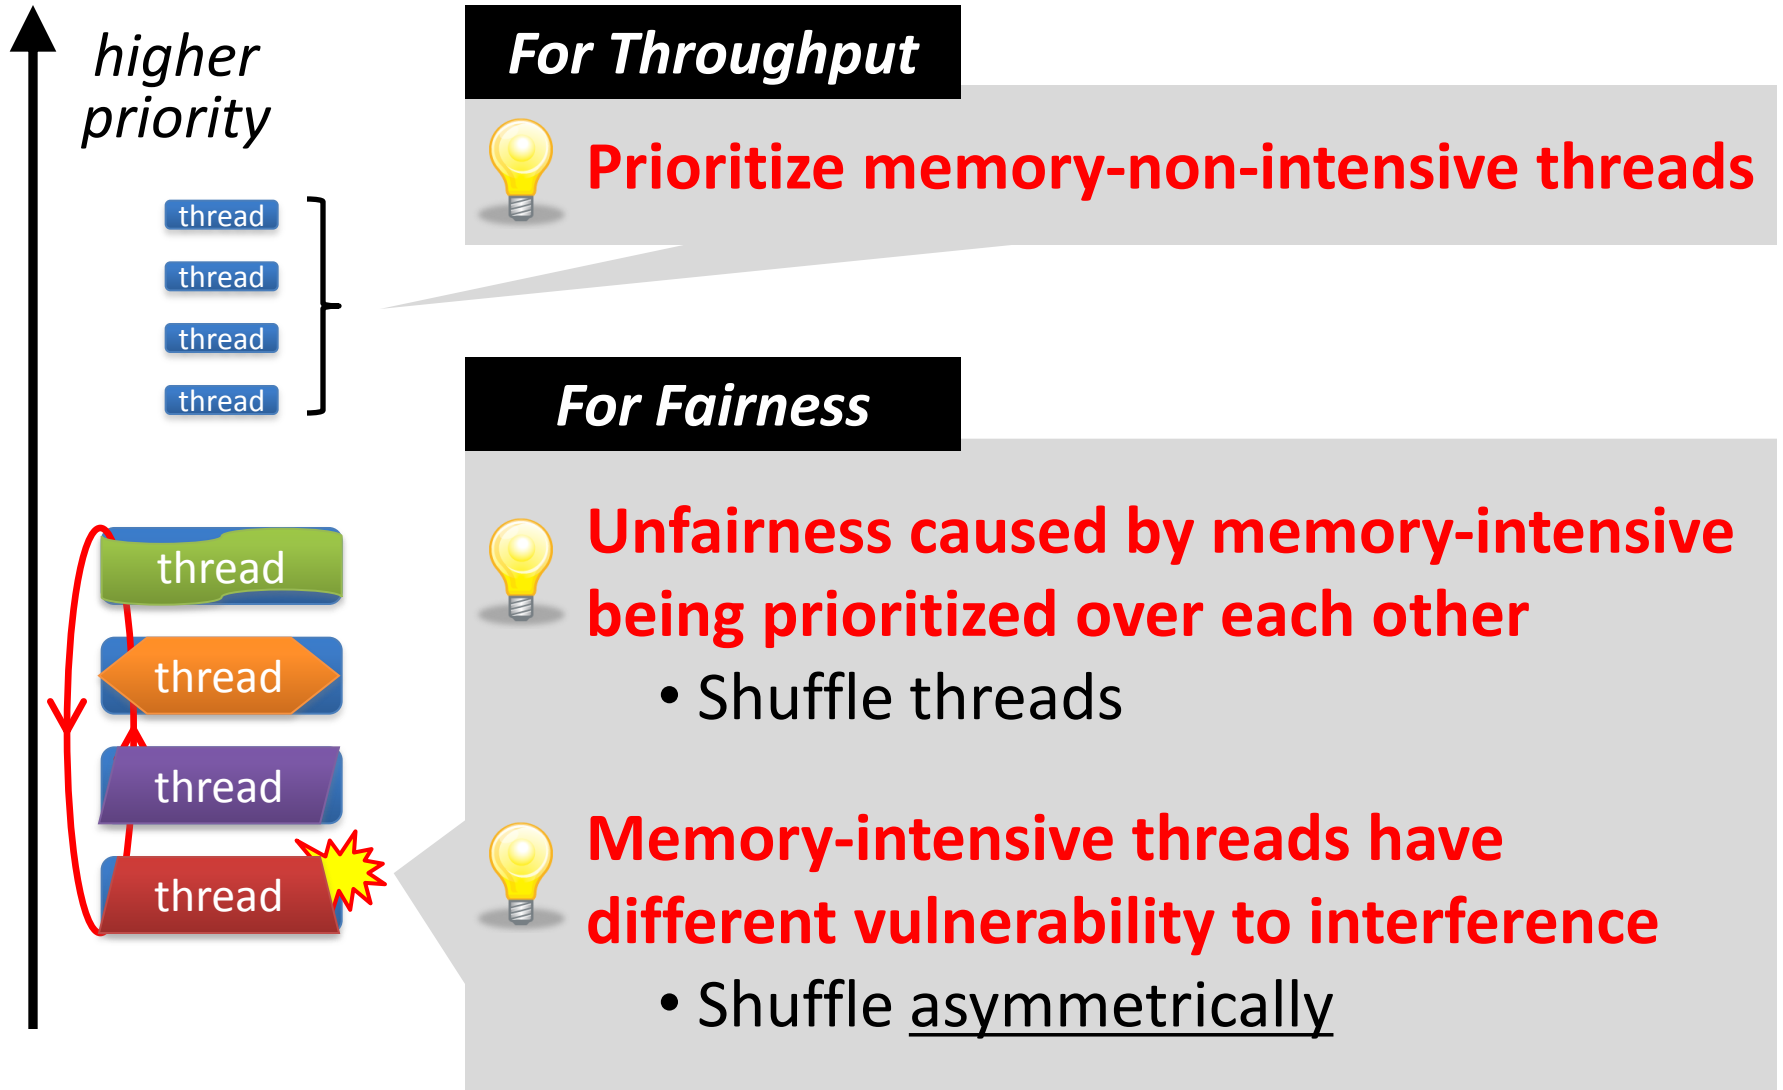 higher
priority
thread
thread
thread
thread
thread
thread
thread
thread
For Throughput
Prioritize memory-non-intensive threads
For Fairness
Unfairness caused by memory-intensive
being prioritized over each other
• Shuffle threads
Memory-intensive threads have
different vulnerability to interference
• Shuffle asymmetrically